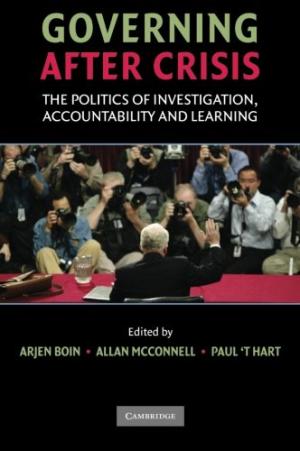 GOVERNING
AFTER CRISIS
THE POLITICS OF INVESTIGATION,
ACCOUNTABILITY AND LEARNING
Edited by
ARJEN BOIN • ALLAN MCCONNELL • PAUL 'T HART
CAMBRIDGE